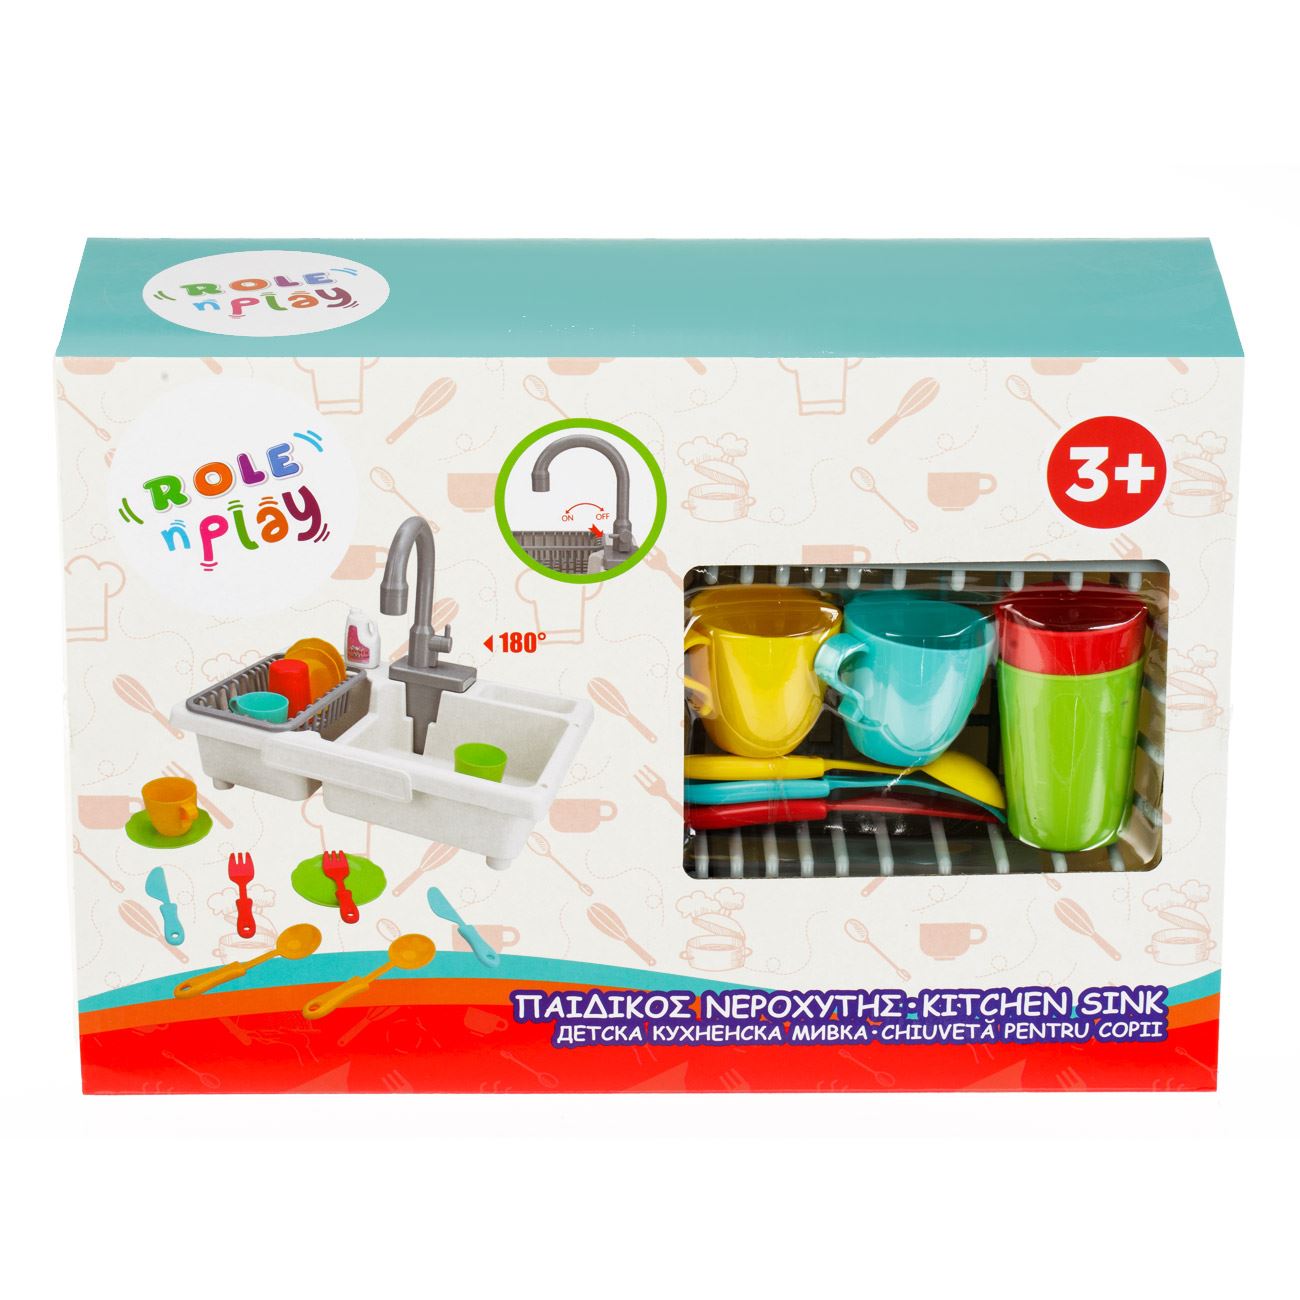 ROLE
n play
ROLE
n play
3+
ON OFF
180°
ΠΑΙΔΙΚΟΣ ΝΕΡΟΧΥΤΗΣ • KITCHEN SINK
ДЕТСКА КУХНЕНСКА МИВКА • CHIUVETĂ PENTRU COPII